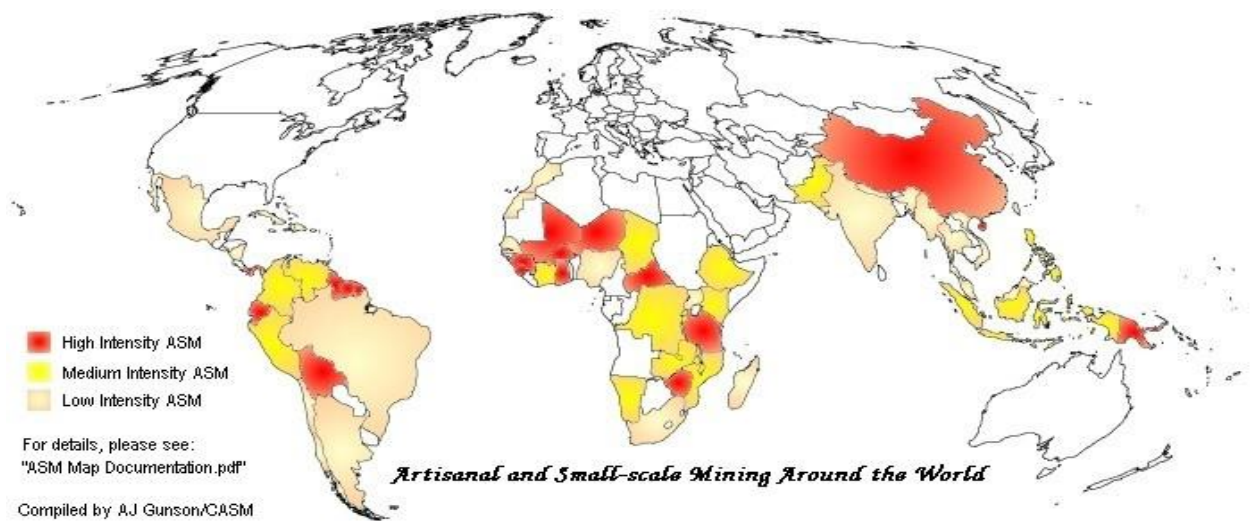 High Intensity ASM
Medium Intensity ASM
Low Intensity ASM
For details, please see:
"ASM Map Documentation.pdf"
Compiled by AJ Gunson/CASM
Artisanal and Small-scale Mining Around the World